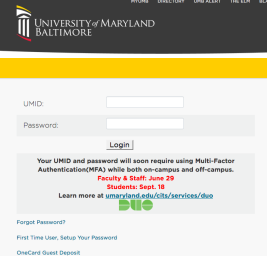 MYUMB DIRECTORY UMB ALERT THE ELM
UNIVERSITY of MARYLAND
BALTIMORE
UMID:
Password:
Login
Your UMID and password will soon require using Multi-Factor
Authentication(MFA) while both on-campus and off-campus.
Faculty & Staff: June 29
Students: Sept. 18
Learn more at umaryland.edu/cits/services/duo
DUO
Forgot Password?
First Time User, Setup Your Password
OneCard Guest Deposit